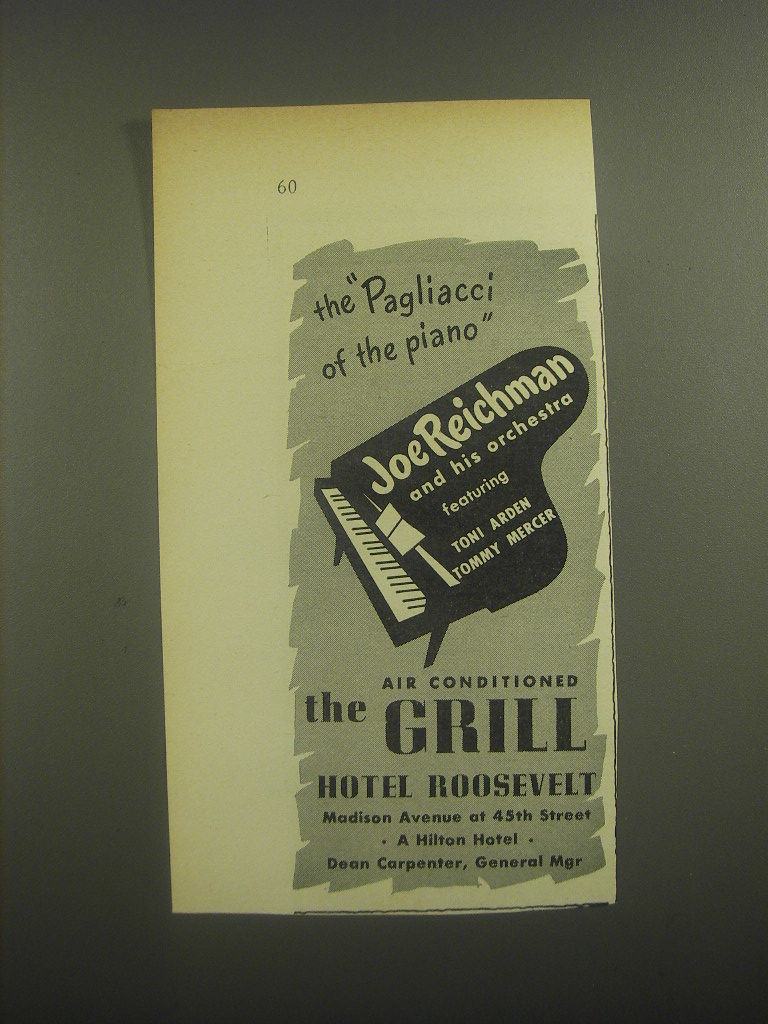 60
the "Pagliacci
of the piano"
Joe Reichman
and his orchestra
featuring
TONI ARDEN
TOMMY MERCER
AIR CONDITIONED
the GRILL
HOTEL ROOSEVELT
Madison Avenue at 45th Street
· A Hilton Hotel ·
Dean Carpenter, General Mgr